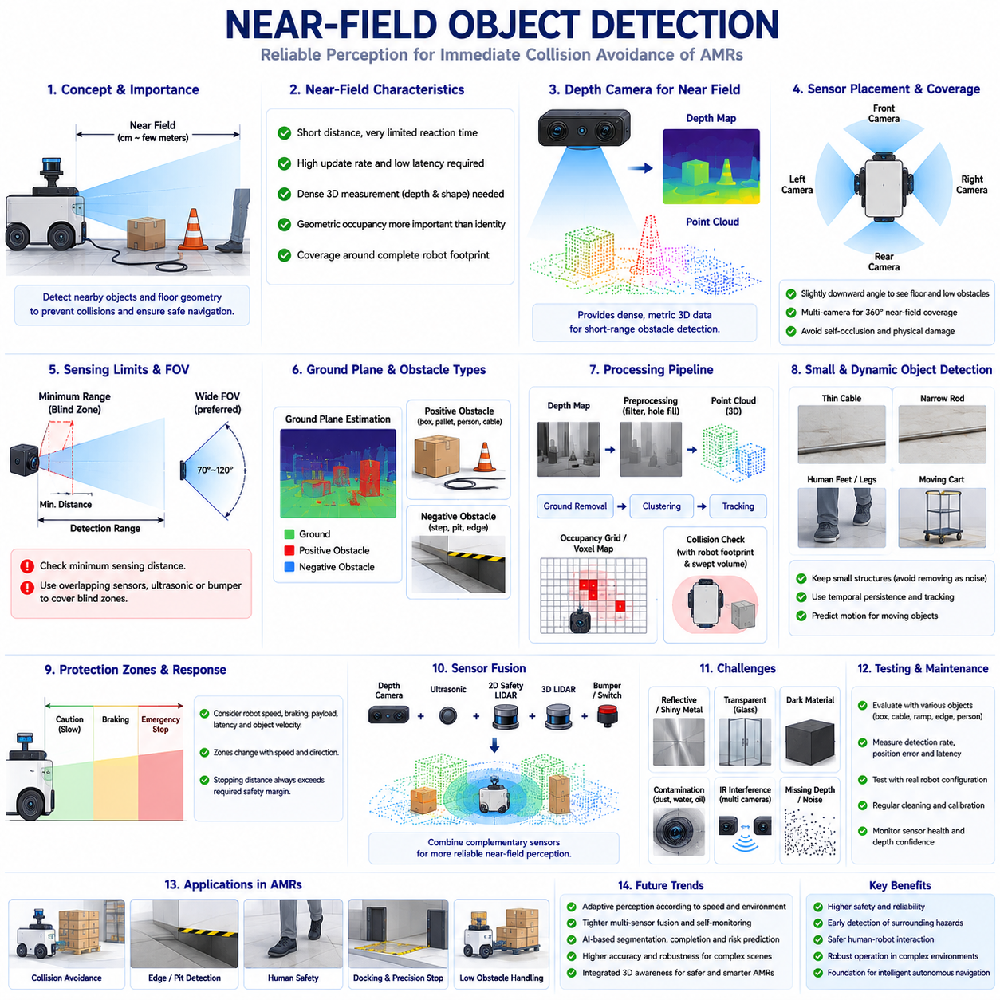 NEAR-FIELD OBJECT DETECTION
Reliable Perception for Immediate Collision Avoidance of AMRs
1. Concept & Importance
Near Field
(cm ~ few meters)
Detect nearby objects and floor geometry
to prevent collisions and ensure safe navigation.
2. Near-Field Characteristics
Short distance, very limited reaction time
High update rate and low latency required
Dense 3D measurement (depth & shape) needed
Geometric occupancy more important than identity
Coverage around complete robot footprint
3. Depth Camera for Near Field
Depth Map
Point Cloud
Provides dense, metric 3D data
for short-range obstacle detection.
4. Sensor Placement & Coverage
Front
Camera
Left
Camera
Right
Camera
Rear
Camera
Slightly downward angle to see floor and low obstacles
Multi-camera for 360° near-field coverage
Avoid self-occlusion and physical damage
5. Sensing Limits & FOV
Minimum Range
(Blind Zone)
Wide FOV
(preferred)
70°~120°
Min. Distance
Detection Range
Check minimum sensing distance.
Use overlapping sensors, ultrasonic or bumper
to cover blind zones.
6. Ground Plane & Obstacle Types
Ground Plane Estimation
Ground
Positive Obstacle
Negative Obstacle
Positive Obstacle
(box, pallet, person, cable)
Negative Obstacle
(step, pit, edge)
7. Processing Pipeline
Depth Map
Preprocessing
(filter, hole fill)
Point Cloud
(3D)
Ground Removal
Clustering
Tracking
Occupancy Grid /
Voxel Map
Collision Check
(with robot footprint
& swept volume)
8. Small & Dynamic Object Detection
Thin Cable
Narrow Rod
Human Feet / Legs
Moving Cart
Keep small structures (avoid removing as noise)
Use temporal persistence and tracking
Predict motion for moving objects
9. Protection Zones & Response
Caution
(Slow)
Braking
Emergency
Stop
Consider robot speed, braking, payload,
latency and object velocity.
Zones change with speed and direction.
Stopping distance always exceeds
required safety margin.
10. Sensor Fusion
Depth
Camera
Ultrasonic
2D Safety
LIDAR
3D LIDAR
Bumper
/ Switch
+
+
+
+
Combine complementary sensors
for more reliable near-field perception.
11. Challenges
Reflective
/ Shiny Metal
Transparent
(Glass)
Dark Material
Contamination
(dust, water, oil)
IR Interference
(multi cameras)
Missing Depth
/ Noise
12. Testing & Maintenance
Evaluate with various objects
(box, cable, ramp, edge, person)
Measure detection rate,
position error and latency
Test with real robot configuration
Regular cleaning and calibration
Monitor sensor health and
depth confidence
13. Applications in AMRs
Collision Avoidance
Edge / Pit Detection
Human Safety
Docking & Precision Stop
Low Obstacle Handling
14. Future Trends
Adaptive perception according to speed and environment
Tighter multi-sensor fusion and self-monitoring
AI-based segmentation, completion and risk prediction
Higher accuracy and robustness for complex scenes
Integrated 3D awareness for safer and smarter AMRs
Key Benefits
Higher safety and reliability
Early detection of surrounding hazards
Safer human-robot interaction
Robust operation in complex environments
Foundation for intelligent autonomous navigation